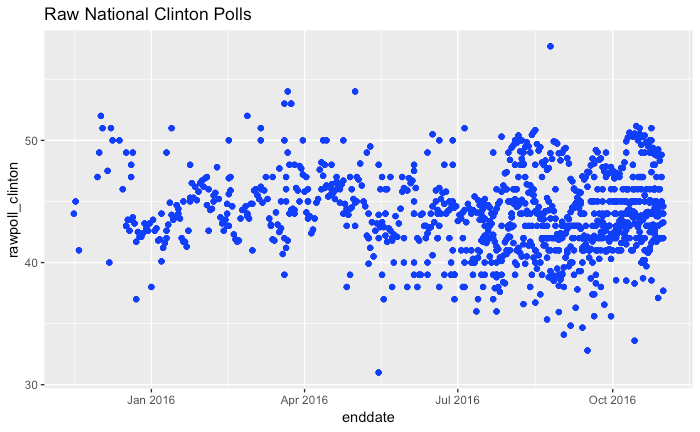 Raw National Clinton Polls
50
40
30
rawpoll_clinton
Jan 2016 Apr 2016 Jul 2016 Oct 2016
enddate